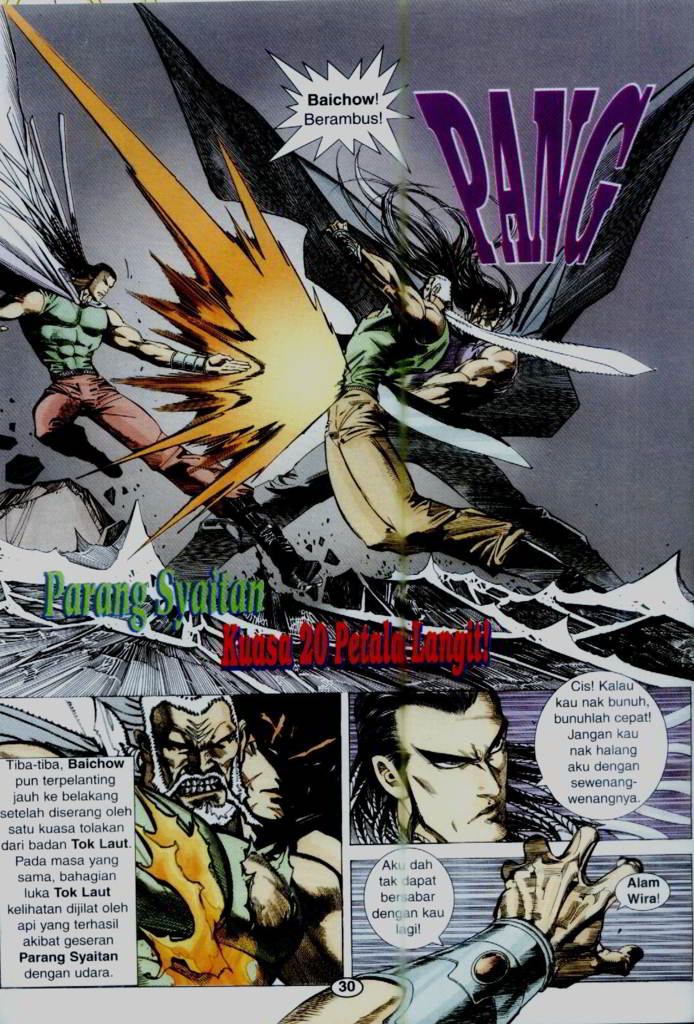 Baichow!
Berambus!
PANG
Parang Syaitan
Kuasa 20 Petala Langit!
Tiba-tiba, Baichow
pun terpelanting
jauh ke belakang
setelah diserang oleh
satu kuasa tolakan
dari badan Tok Laut.
Pada masa yang
sama, bahagian
luka Tok Laut
kelihatan dijilat oleh
api yang terhasil
akibat geseran
Parang Syaitan
dengan udara.
Cis! Kalau
kau nak bunuh,
bunuhlah cepat!
Jangan kau
nak halang
aku dengan
sewenang-
wenangnya.
Aku dah
tak dapat
bersabar
dengan kau
lagi!
Alam
Wira!
30